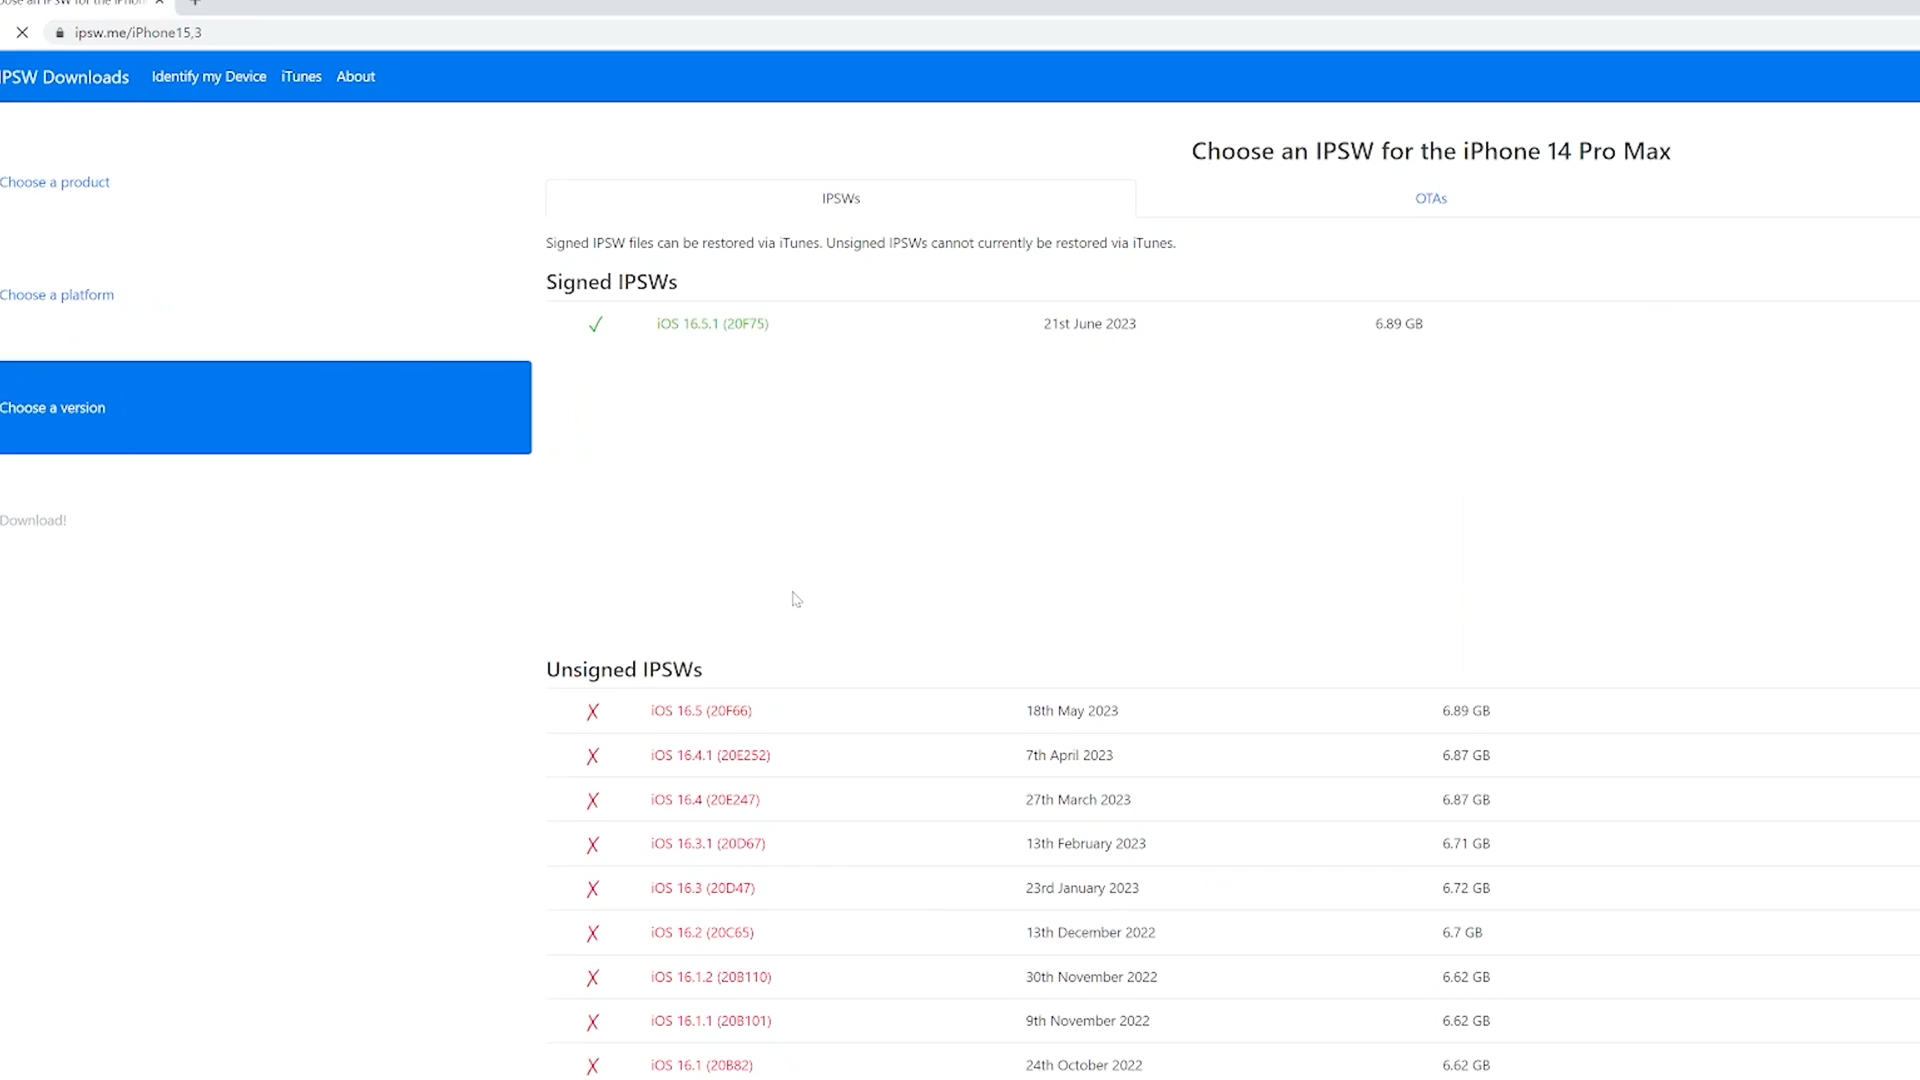 ipsw.me/iPhone15,3
IPSW Downloads Identify my Device iTunes About
Choose an IPSW for the iPhone 14 Pro Max
Choose a product
IPSWs OTAs
Signed IPSW files can be restored via iTunes. Unsigned IPSWs cannot currently be restored via iTunes.
Signed IPSWs
Choose a platform
✓ iOS 16.5.1 (20F75) 21st June 2023 6.89 GB
Choose a version
Download!
Unsigned IPSWs
X iOS 16.5 (20F66) 18th May 2023 6.89 GB
X iOS 16.4.1 (20E252) 7th April 2023 6.87 GB
X iOS 16.4 (20E247) 27th March 2023 6.87 GB
X iOS 16.3.1 (20D67) 13th February 2023 6.71 GB
X iOS 16.3 (20D47) 23rd January 2023 6.72 GB
X iOS 16.2 (20C65) 13th December 2022 6.7 GB
X iOS 16.1.2 (20B110) 30th November 2022 6.62 GB
X iOS 16.1.1 (20B101) 9th November 2022 6.62 GB
X iOS 16.1 (20B82) 24th October 2022 6.62 GB